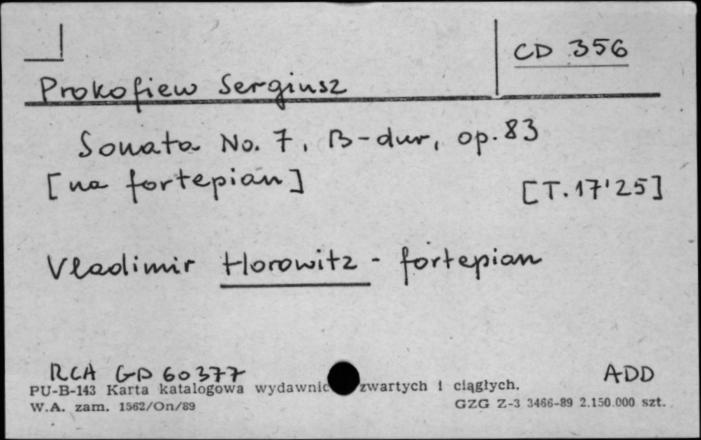 CD 356
Prokofiew Sergiusz
Sonata No. 7, B-dur, op. 83
[na fortepian] [T. 17'25]
Vladimir Horowitz - fortepian
RCA GD 60377 ADD
PU-B-143 Karta katalogowa wydawnic zwartych i ciągłych.
W.A. zam. 1562/On/89 GZG Z-3 3466-89 2.150.000 szt.